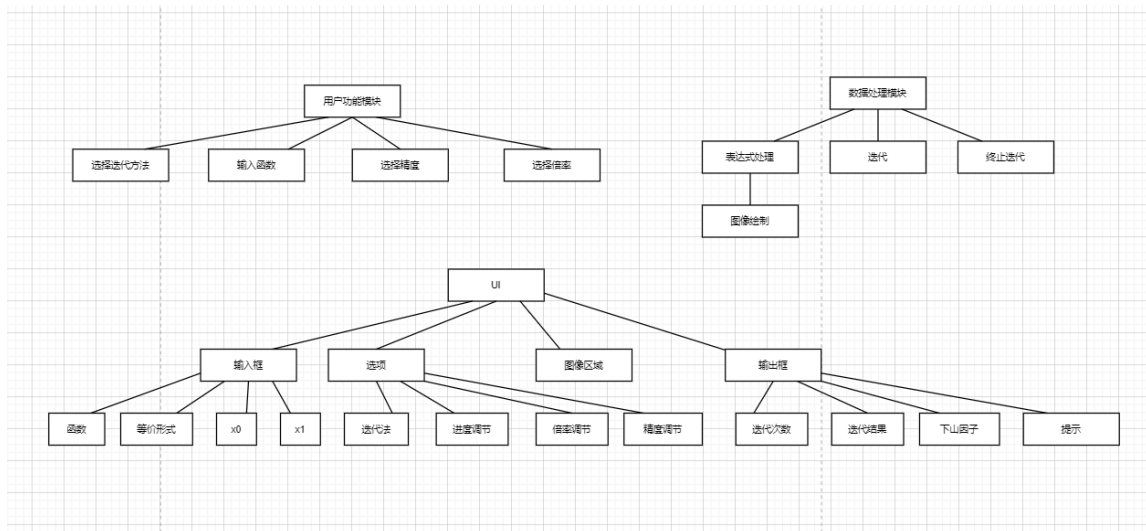 用户功能模块
数据处理模块
选择迭代方法
输入函数
选择精度
选择倍率
表达式处理
迭代
终止迭代
图像绘制
UI
输入框
选项
图像区域
输出框
函数
等价形式
x0
x1
迭代法
进度调节
倍率调节
精度调节
迭代次数
迭代结果
下山因子
提示